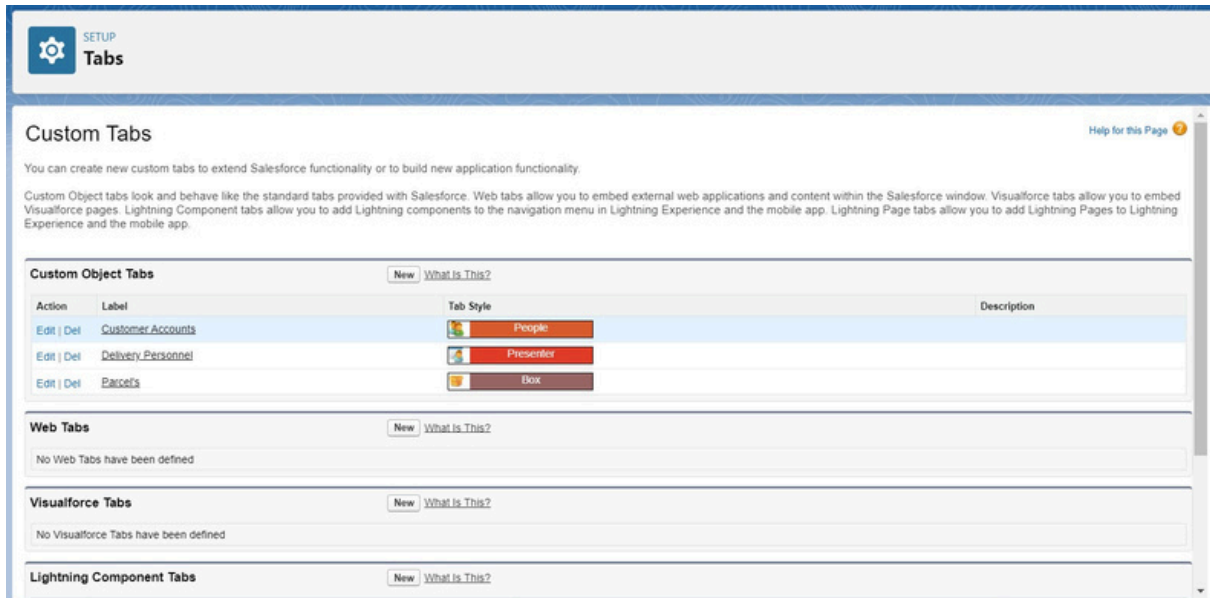 SETUP
Tabs
Custom Tabs
Help for this Page
You can create new custom tabs to extend Salesforce functionality or to build new application functionality.
Custom Object tabs look and behave like the standard tabs provided with Salesforce. Web tabs allow you to embed external web applications and content within the Salesforce window. Visualforce tabs allow you to embed
Visualforce pages. Lightning Component tabs allow you to add Lightning components to the navigation menu in Lightning Experience and the mobile app. Lightning Page tabs allow you to add Lightning Pages to Lightning
Experience and the mobile app.
Custom Object Tabs New What Is This?
Action Label Tab Style Description
Edit | Del Customer Accounts People
Edit | Del Delivery Personnel Presenter
Edit | Del Parcel's Box
Web Tabs New What Is This?
No Web Tabs have been defined
Visualforce Tabs New What Is This?
No Visualforce Tabs have been defined
Lightning Component Tabs New What Is This?